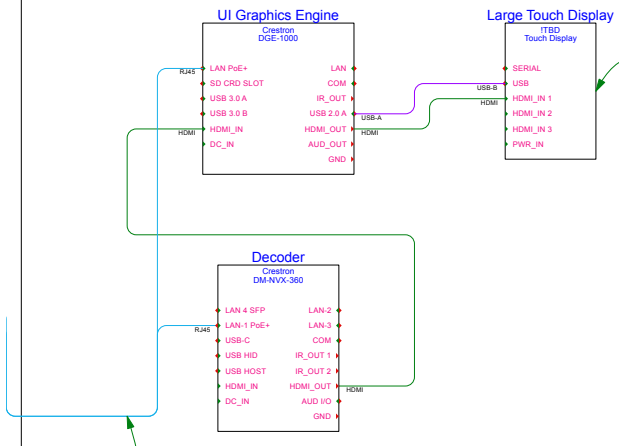 UI Graphics Engine
Crestron
DGE-1000
RJ45
LAN PoE+
LAN
SD CRD SLOT
COM
USB 3.0 A
IR_OUT
USB 3.0 B
USB 2.0 A
USB-A
HDMI
HDMI_IN
HDMI_OUT
HDMI
DC_IN
AUD_OUT
GND
Large Touch Display
!TBD
Touch Display
SERIAL
USB-B
USB
HDMI
HDMI_IN 1
HDMI_IN 2
HDMI_IN 3
PWR_IN
Decoder
Crestron
DM-NVX-360
LAN 4 SFP
LAN-2
RJ45
LAN-1 PoE+
LAN-3
USB-C
COM
USB HID
IR_OUT 1
USB HOST
IR_OUT 2
HDMI_IN
HDMI_OUT
HDMI
DC_IN
AUD I/O
GND